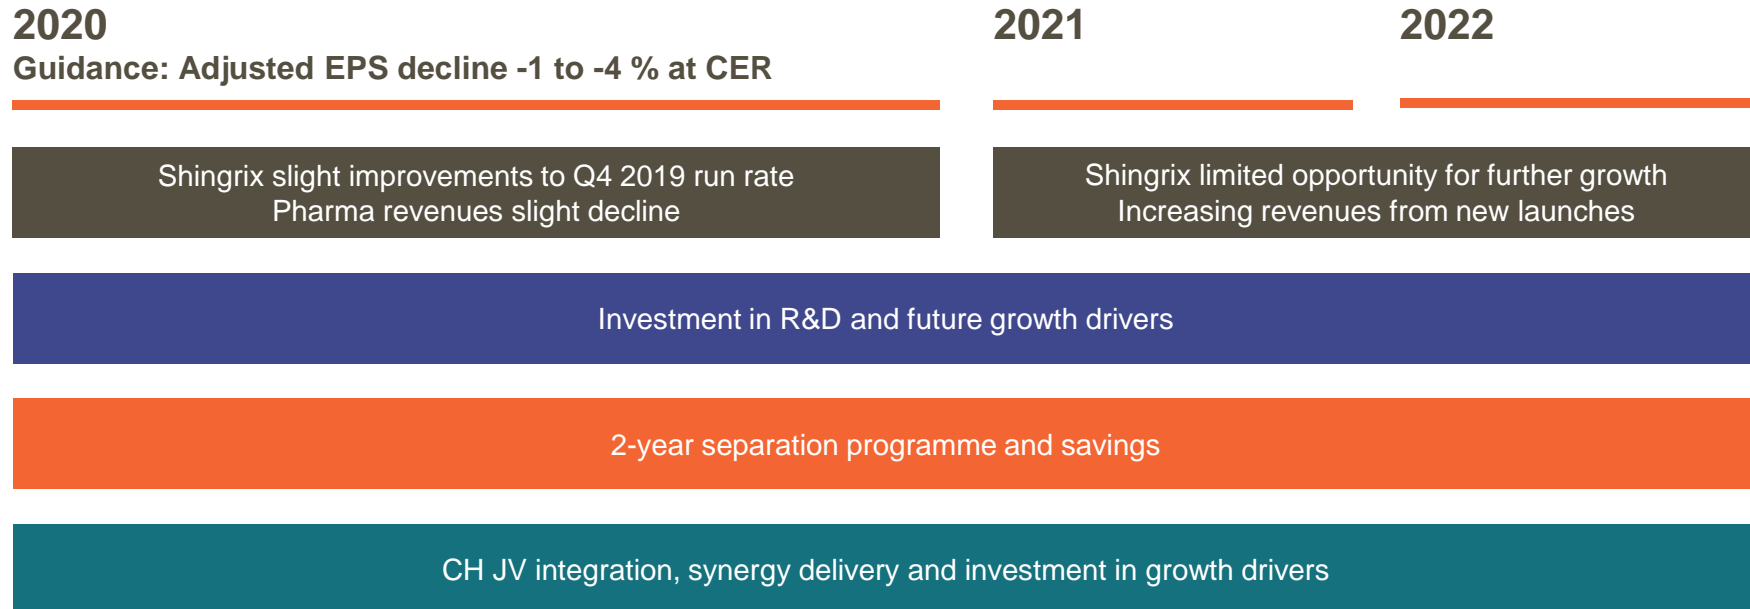 2020
Guidance: Adjusted EPS decline -1 to -4 % at CER
2021
2022
Shingrix slight improvements to Q4 2019 run rate
Pharma revenues slight decline
Shingrix limited opportunity for further growth
Increasing revenues from new launches
Investment in R&D and future growth drivers
2-year separation programme and savings
CH JV integration, synergy delivery and investment in growth drivers